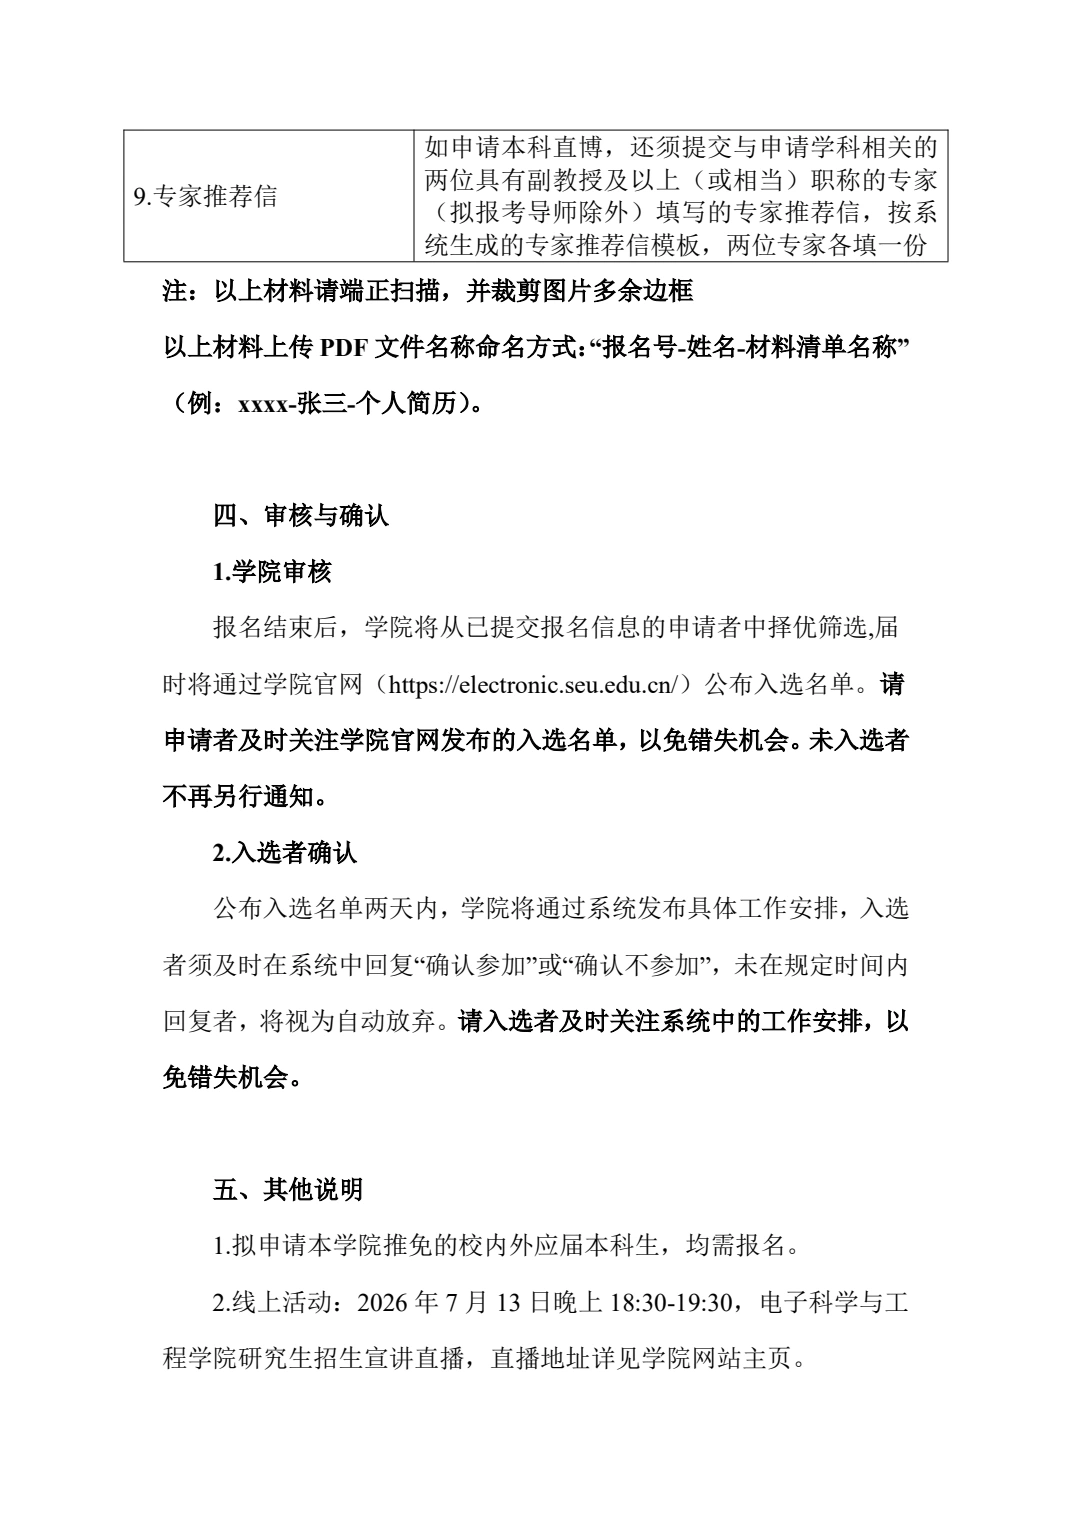 9.专家推荐信
如申请本科直博，还须提交与申请学科相关的
两位具有副教授及以上（或相当）职称的专家
（拟报考导师除外）填写的专家推荐信，按系
统生成的专家推荐信模板，两位专家各填一份
注：以上材料请端正扫描，并裁剪图片多余边框
以上材料上传 PDF 文件名称命名方式：“报名号-姓名-材料清单名称”
（例：xxxx-张三-个人简历）。
四、审核与确认
1.学院审核
报名结束后，学院将从已提交报名信息的申请者中择优筛选,届
时将通过学院官网（https://electronic.seu.edu.cn/）公布入选名单。请
申请者及时关注学院官网发布的入选名单，以免错失机会。未入选者
不再另行通知。
2.入选者确认
公布入选名单两天内，学院将通过系统发布具体工作安排，入选
者须及时在系统中回复“确认参加”或“确认不参加”，未在规定时间内
回复者，将视为自动放弃。请入选者及时关注系统中的工作安排，以
免错失机会。
五、其他说明
1.拟申请本学院推免的校内外应届本科生，均需报名。
2.线上活动：2026 年 7 月 13 日晚上 18:30-19:30，电子科学与工
程学院研究生招生宣讲直播，直播地址详见学院网站主页。